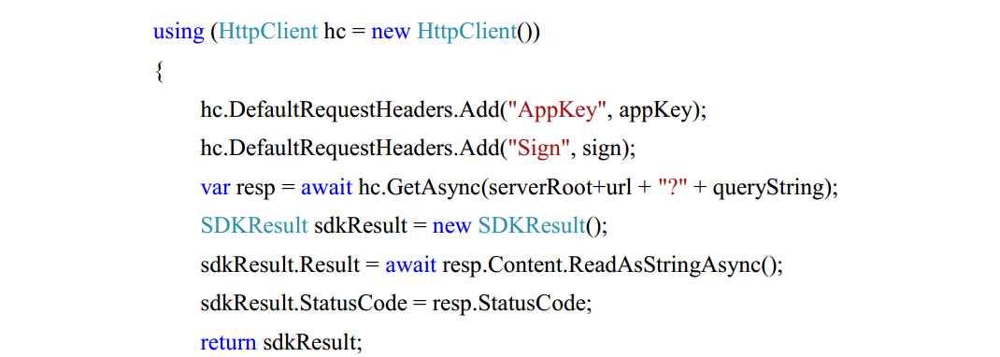 using (HttpClient hc = new HttpClient())
{
hc.DefaultRequestHeaders.Add("AppKey", appKey);
hc.DefaultRequestHeaders.Add("Sign", sign);
var resp = await hc.GetAsync(serverRoot+url + "?" + queryString);
SDKResult sdkResult = new SDKResult();
sdkResult.Result = await resp.Content.ReadAsStringAsync();
sdkResult.StatusCode = resp.StatusCode;
return sdkResult;